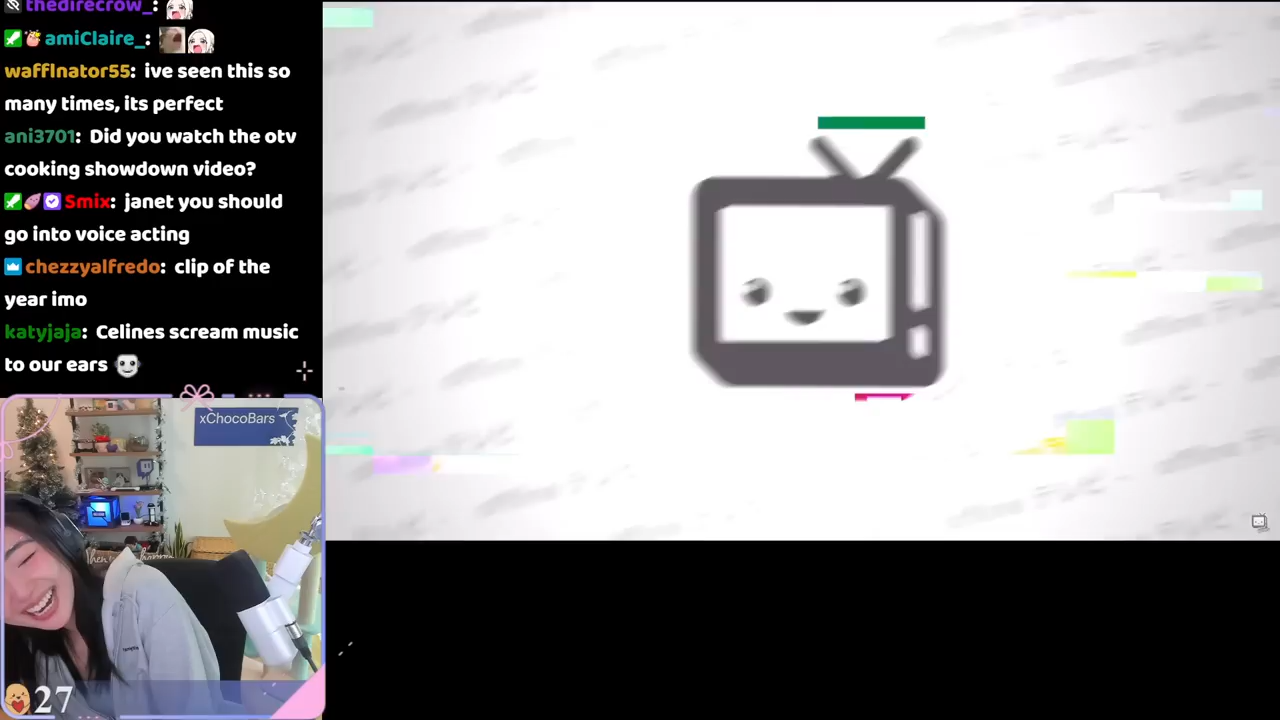 thedirecrow_:
amiClaire_:
wafflnator55: ive seen this so
many times, its perfect
ani3701: Did you watch the otv
cooking showdown video?
Smix: janet you should
go into voice acting
chezzyalfredo: clip of the
year imo
katyjaja: Celines scream music
to our ears
xChocoBars
27